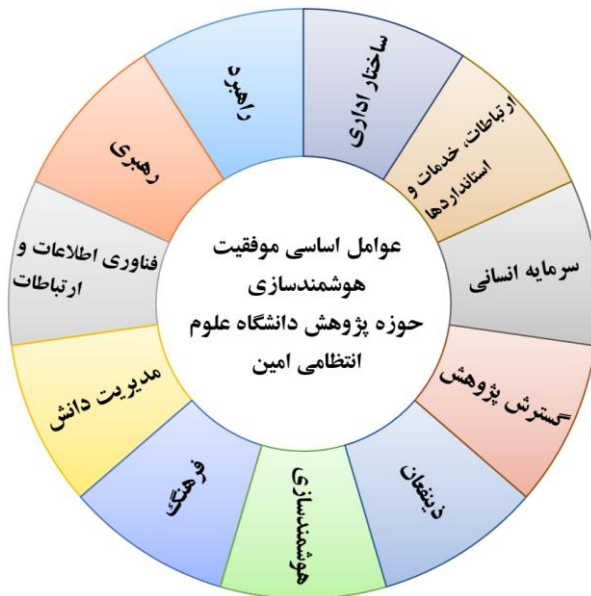 عوامل اساسی موفقیت
هوشمندسازی
حوزه پژوهش دانشگاه علوم
انتظامی امین
ساختار اداری
ارتباطات، خدمات و
استانداردها
سرمایه انسانی
گسترش پژوهش
ذینفعان
هوشمندسازی
فرهنگ
مدیریت دانش
فناوری اطلاعات و
ارتباطات
رهبری
راهبرد